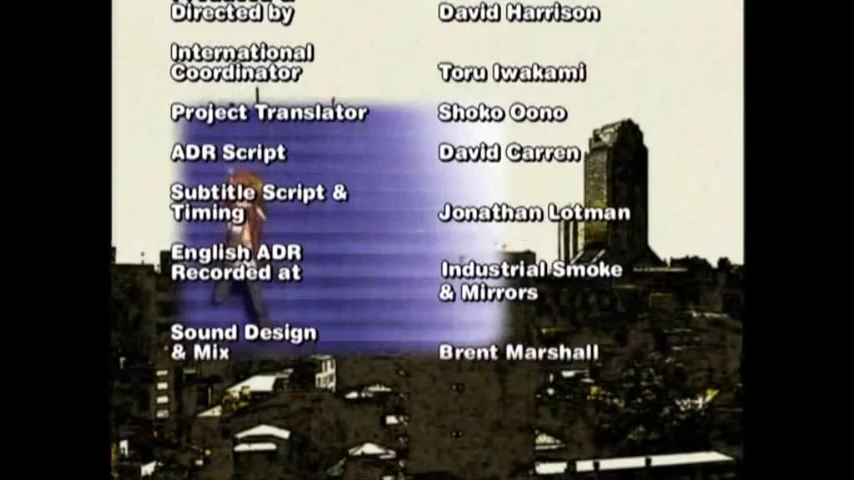 Directed by David Harrison
International
Coordinator Toru Iwakami
Project Translator Shoko Oono
ADR Script David Carren
Subtitle Script &
Timing Jonathan Lotman
English ADR Industrial Smoke
Recorded at & Mirrors
Sound Design
& Mix Brent Marshall